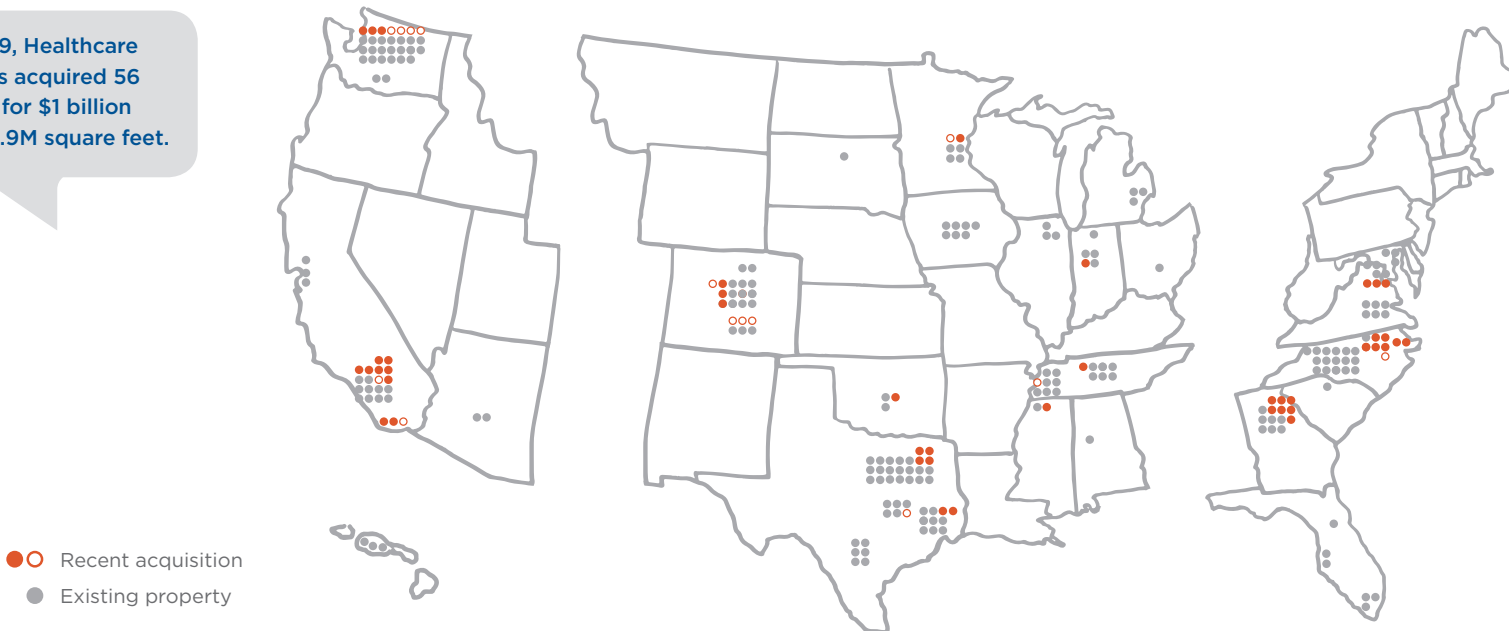 9, Healthcare
s acquired 56
for $1 billion
.9M square feet.
Recent acquisition
Existing property